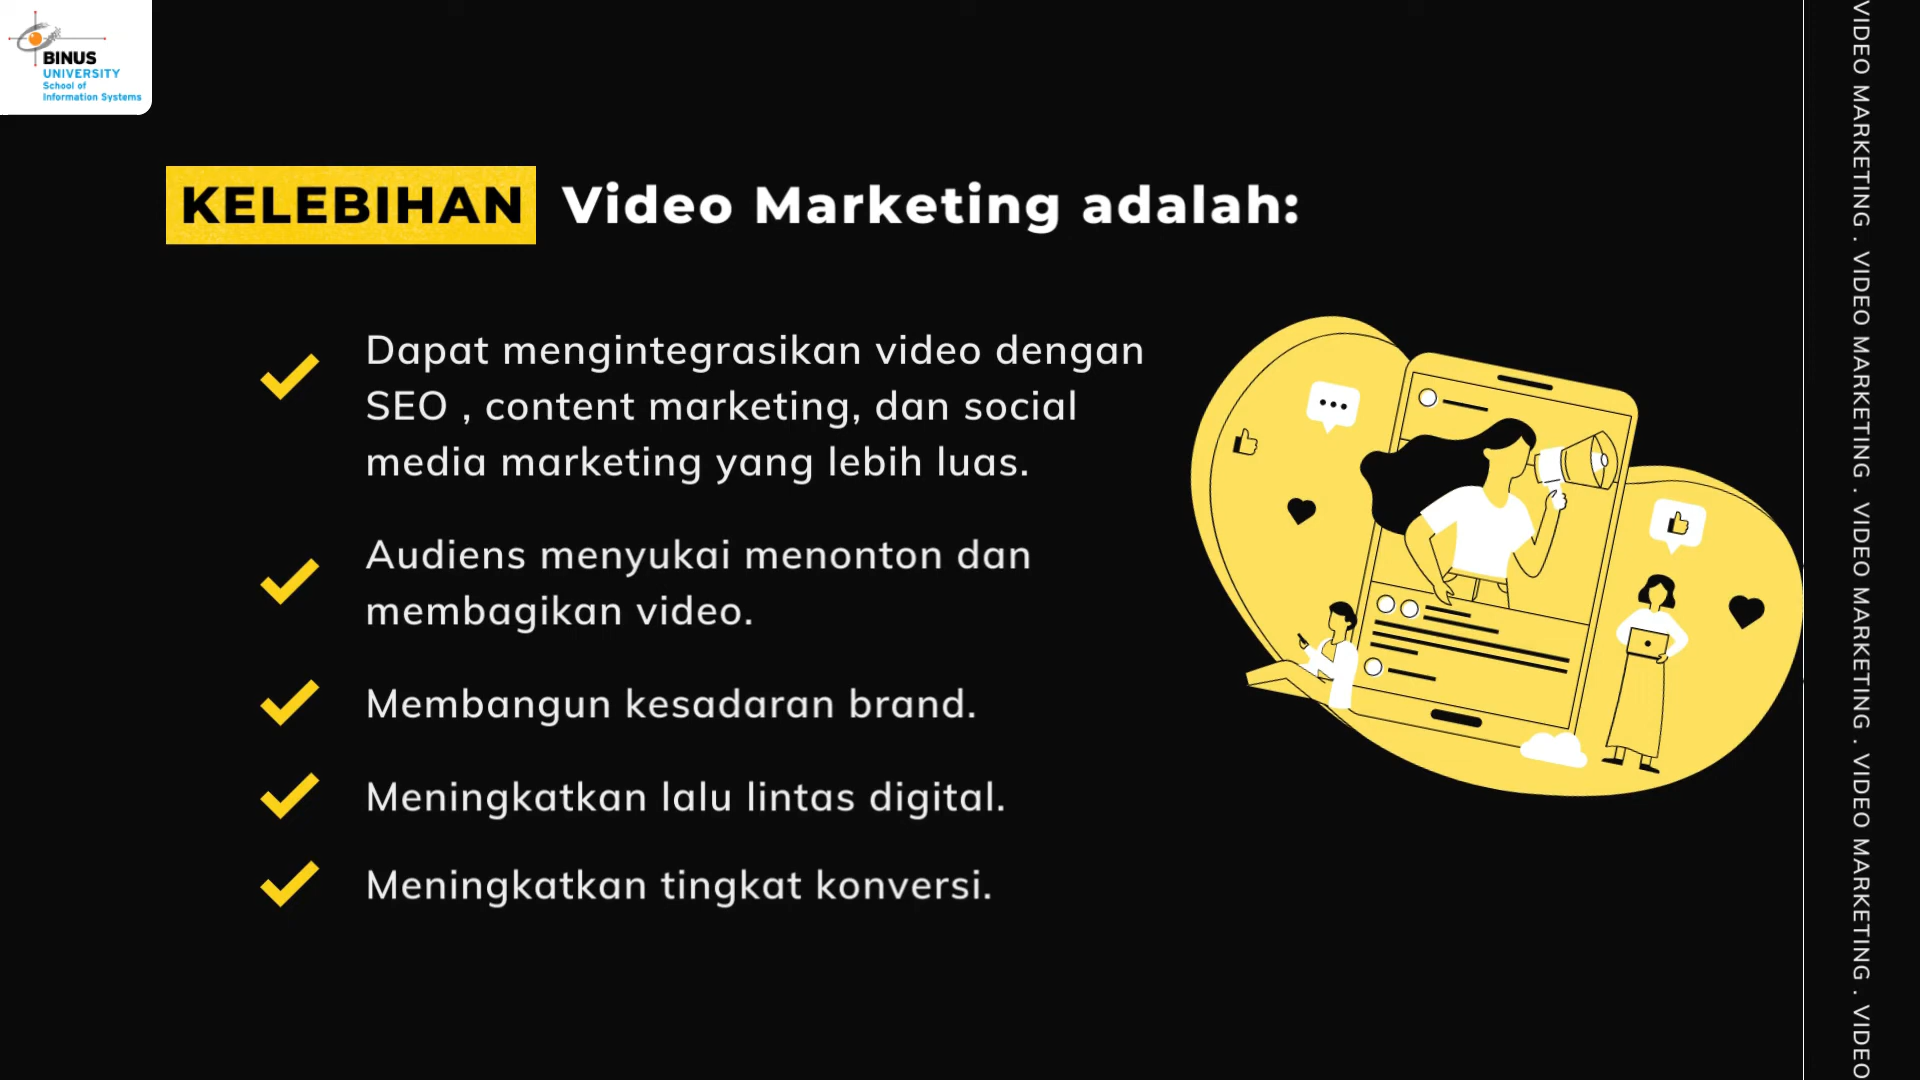 BINUS
UNIVERSITY
School of
Information Systems
KELEBIHAN Video Marketing adalah:
Dapat mengintegrasikan video dengan
SEO , content marketing, dan social
media marketing yang lebih luas.
Audiens menyukai menonton dan
membagikan video.
Membangun kesadaran brand.
Meningkatkan lalu lintas digital.
Meningkatkan tingkat konversi.
VIDEO MARKETING . VIDEO MARKETING . VIDEO MARKETING . VIDEO MARKETING . VIDEO